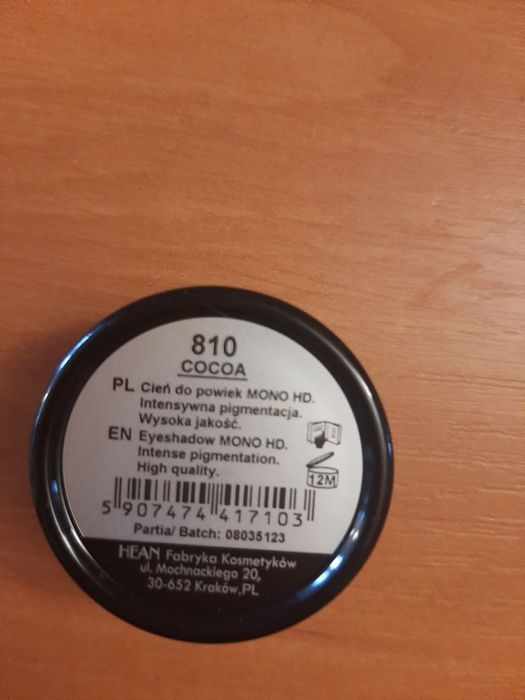 810
COCOA
PL Cień do powiek MONO HD.
Intensywna pigmentacja.
Wysoka jakość.
EN Eyeshadow MONO HD.
Intense pigmentation.
High quality.
12M
5 907474 417103
Partia/ Batch: 08035123
HEAN Fabryka Kosmetyków
ul. Mochnackiego 20,
30-652 Kraków,PL